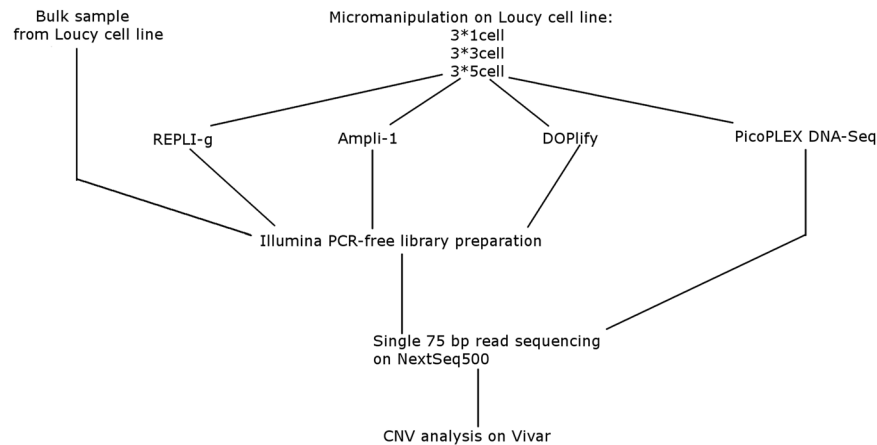 Bulk sample
from Loucy cell line
Micromanipulation on Loucy cell line:
3*1cell
3*3cell
3*5cell
REPLI-g
Ampli-1
DOPlify
PicoPLEX DNA-Seq
Illumina PCR-free library preparation
Single 75 bp read sequencing
on NextSeq500
CNV analysis on Vivar